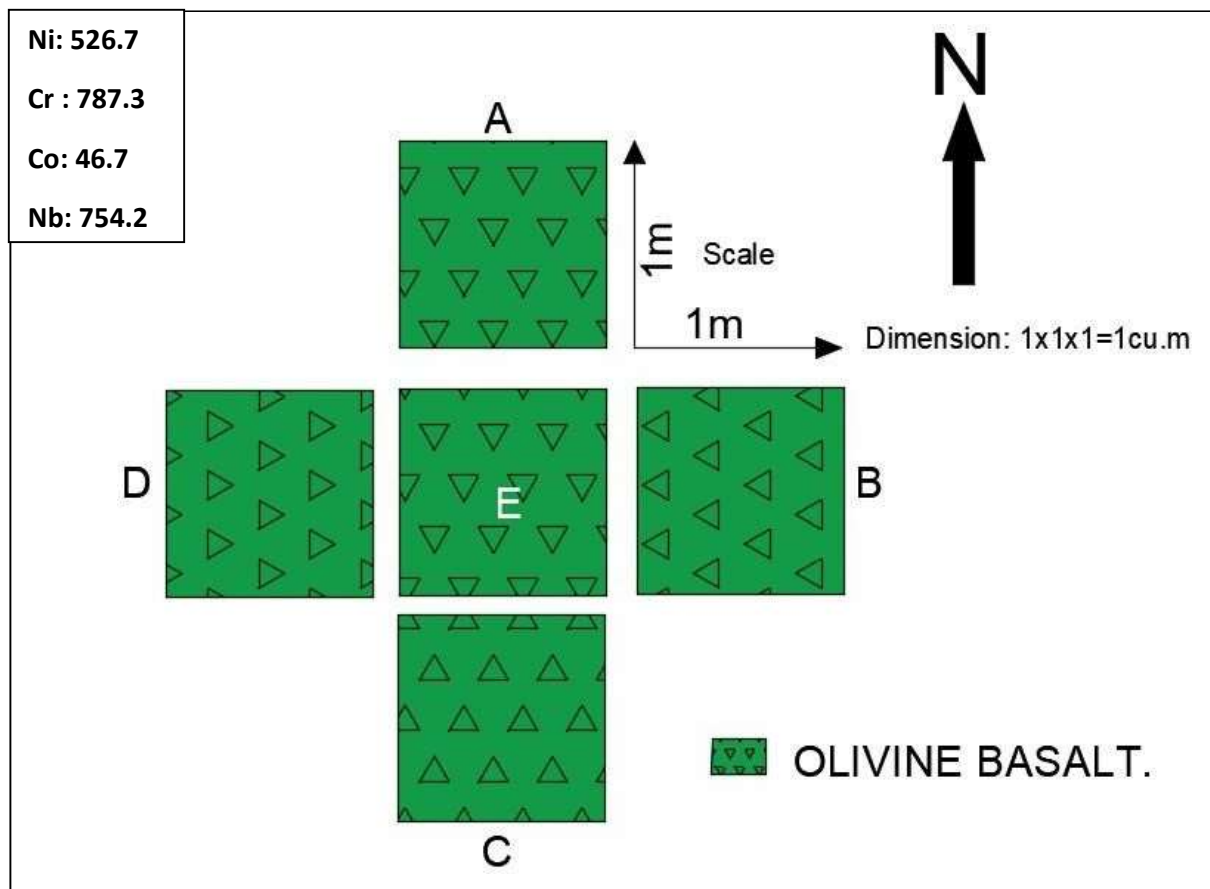 Ni: 526.7
Cr : 787.3
Co: 46.7
Nb: 754.2
N
A
1m
Scale
1m
Dimension: 1x1x1=1cu.m
D
E
B
OLIVINE BASALT.
C